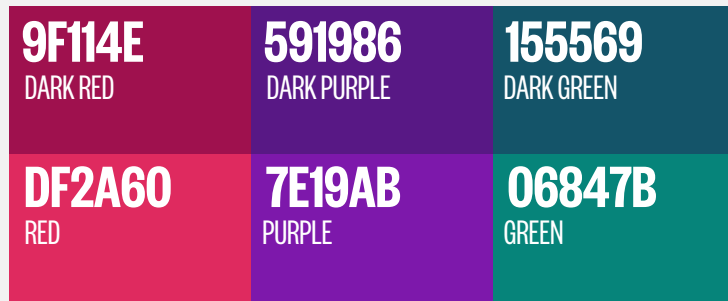 9F114E
DARK RED
591986
DARK PURPLE
155569
DARK GREEN
DF2A60
RED
7E19AB
PURPLE
06847B
GREEN